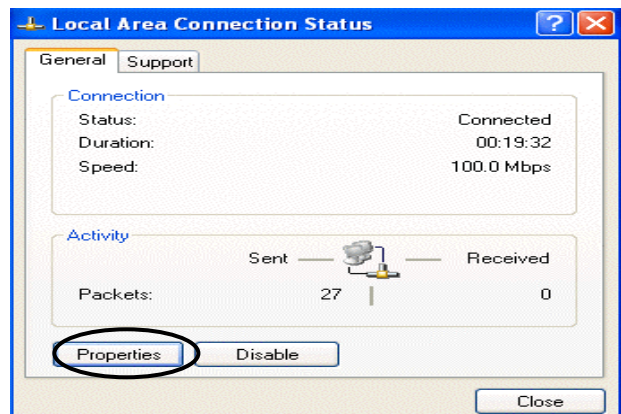 Local Area Connection Status
General Support
Connection
Status: Connected
Duration: 00:19:32
Speed: 100.0 Mbps
Activity
Sent Received
Packets: 27 0
Properties Disable
Close